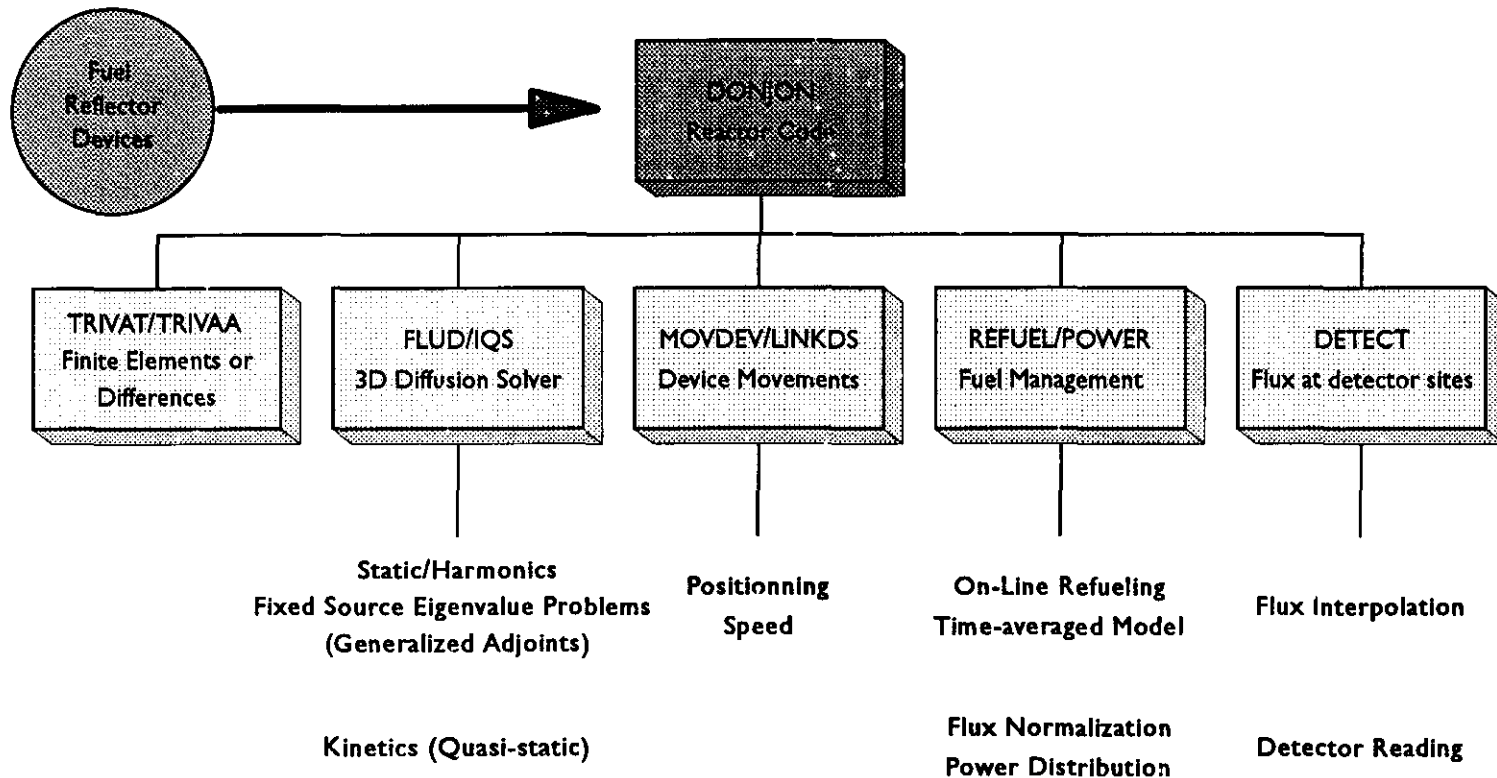 Fuel
Reflector
Devices
DONJON
Reactor Code
TRIVAT/TRIVAA
Finite Elements or
Differences
FLUD/IQS
3D Diffusion Solver
MOVDEV/LINKDS
Device Movements
REFUEL/POWER
Fuel Management
DETECT
Flux at detector sites
Static/Harmonics
Fixed Source Eigenvalue Problems
(Generalized Adjoints)
Kinetics (Quasi-static)
Positionning
Speed
On-Line Refueling
Time-averaged Model
Flux Normalization
Power Distribution
Flux Interpolation
Detector Reading